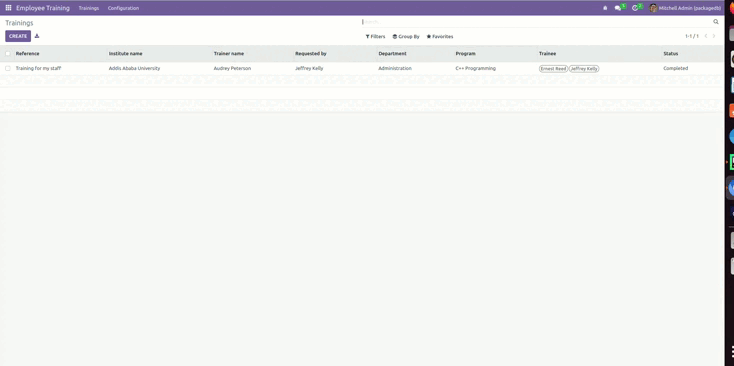 Employee Training Trainings Configuration Mitchell Admin
Trainings
Search...
CREATE Filters Group By Favorites 1-1 / 1
Reference Institute name Trainer name Requested by Department Program Trainee Status
Training for my staff Addis Ababa University Audrey Peterson Jeffrey Kelly Administration C++ Programming Ernest Reed Jeffrey Kelly Completed